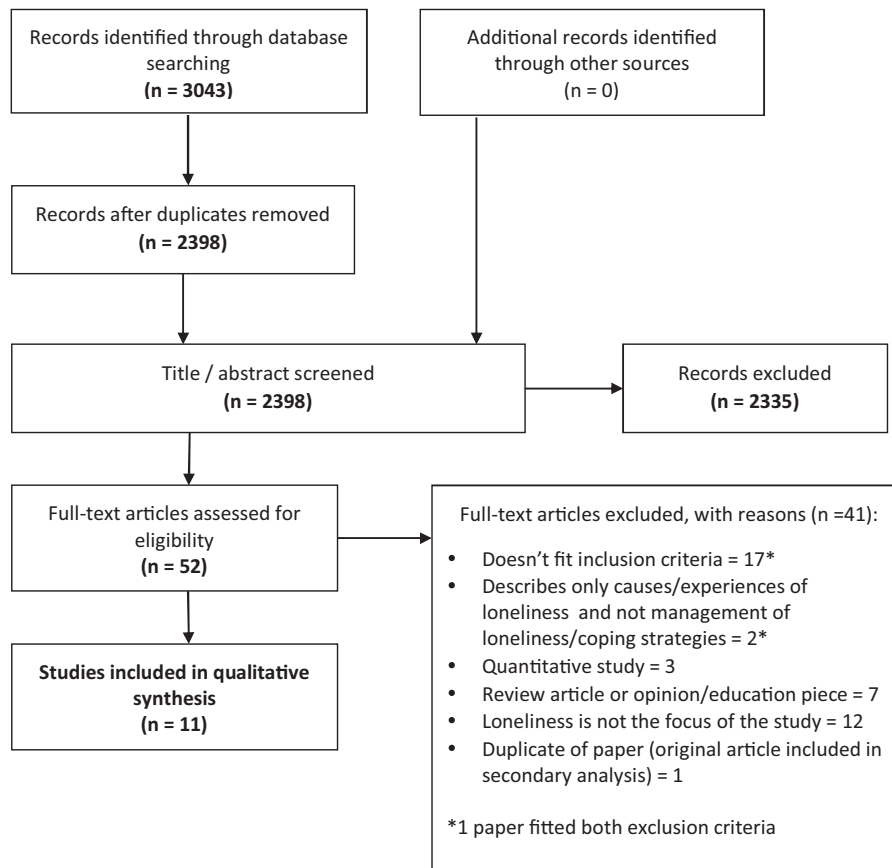 Records identified through database
searching
(n = 3043)
Additional records identified
through other sources
(n = 0)
Records after duplicates removed
(n = 2398)
Title / abstract screened
(n = 2398)
Records excluded
(n = 2335)
Full-text articles assessed for
eligibility
(n = 52)
Full-text articles excluded, with reasons (n =41):
• Doesn't fit inclusion criteria = 17*
• Describes only causes/experiences of
loneliness and not management of
loneliness/coping strategies = 2*
• Quantitative study = 3
• Review article or opinion/education piece = 7
• Loneliness is not the focus of the study = 12
• Duplicate of paper (original article included in
secondary analysis) = 1
*1 paper fitted both exclusion criteria
Studies included in qualitative
synthesis
(n = 11)